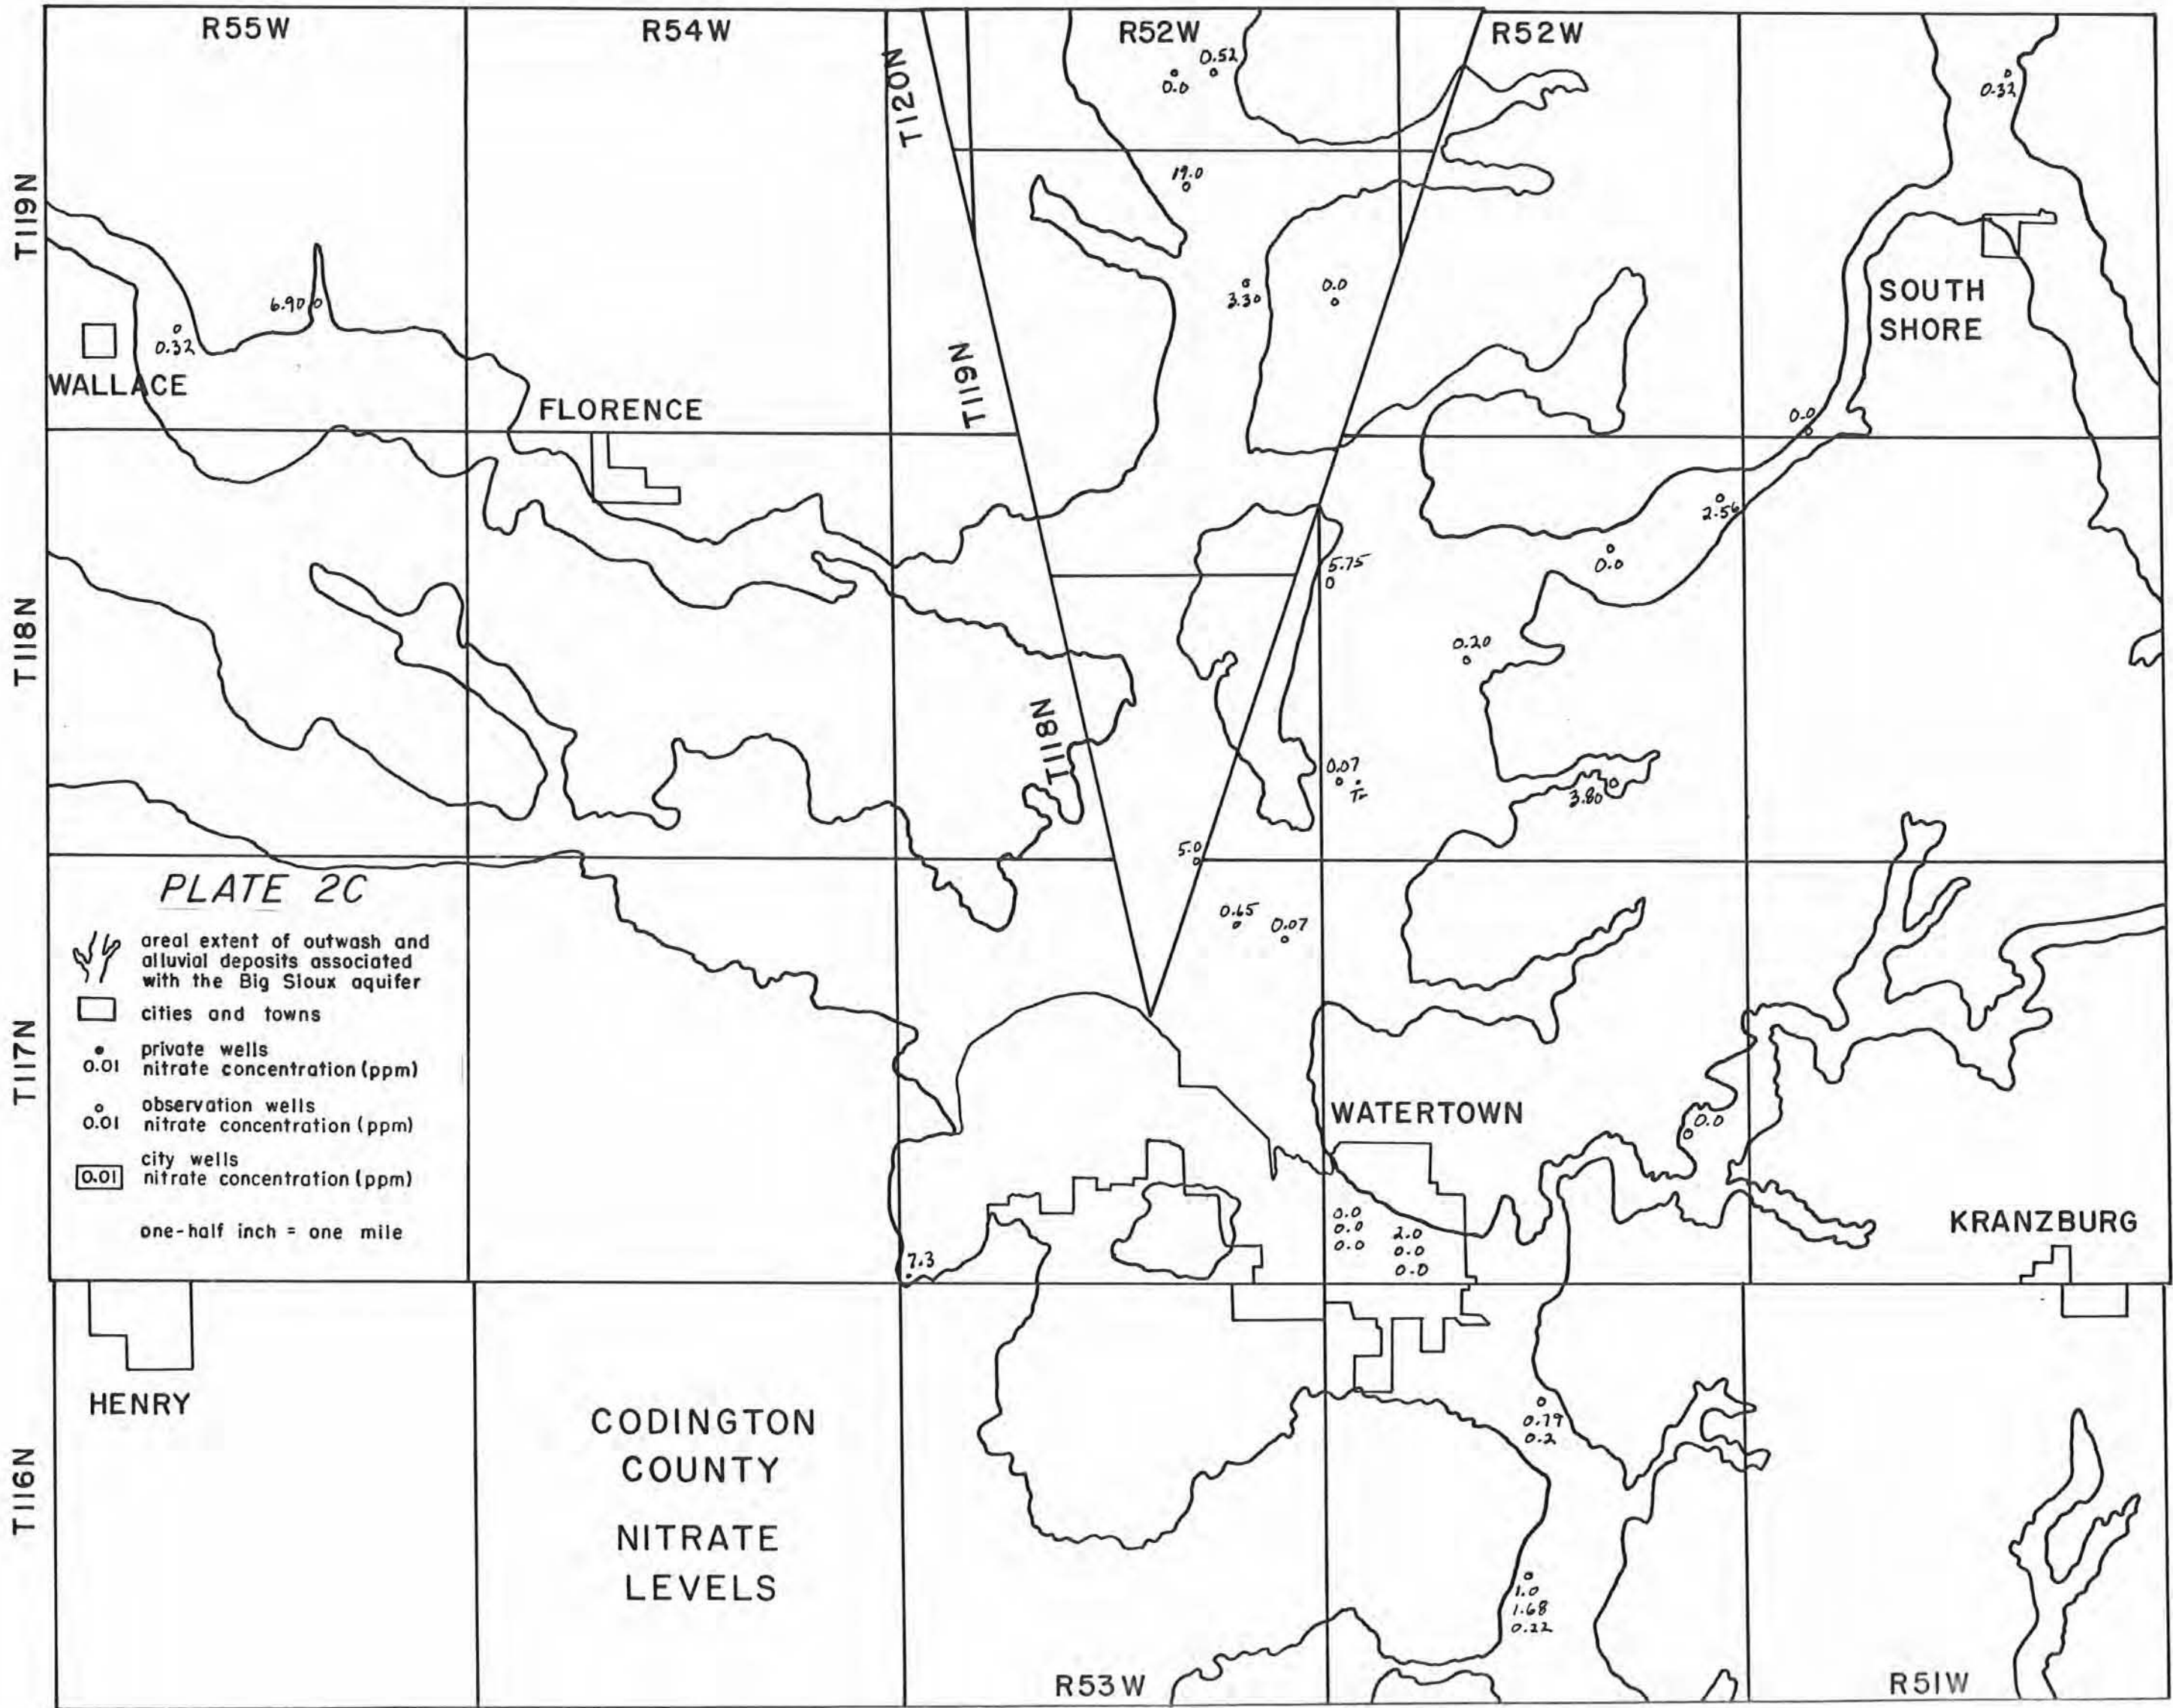 R55W
R54W
R52W
R52W
T120N
0.52
0.0
0.32
T119N
19.0
6.90
0.32
3.30
0.0
SOUTH
SHORE
WALLACE
T119N
FLORENCE
0.0
2.56
0.0
5.75
T118N
0.20
T118N
0.07
Tr
3.80
5.0
PLATE 2C
0.65
0.07
areal extent of outwash and
alluvial deposits associated
with the Big Sioux aquifer
cities and towns
private wells
0.01 nitrate concentration (ppm)
observation wells
0.01 nitrate concentration (ppm)
city wells
0.01 nitrate concentration (ppm)
one-half inch = one mile
T117N
WATERTOWN
0.0
0.0
0.0
0.0
2.0
0.0
0.0
KRANZBURG
7.3
HENRY
CODINGTON
COUNTY
NITRATE
LEVELS
0.79
0.2
T116N
1.0
1.68
0.22
R53W
R51W